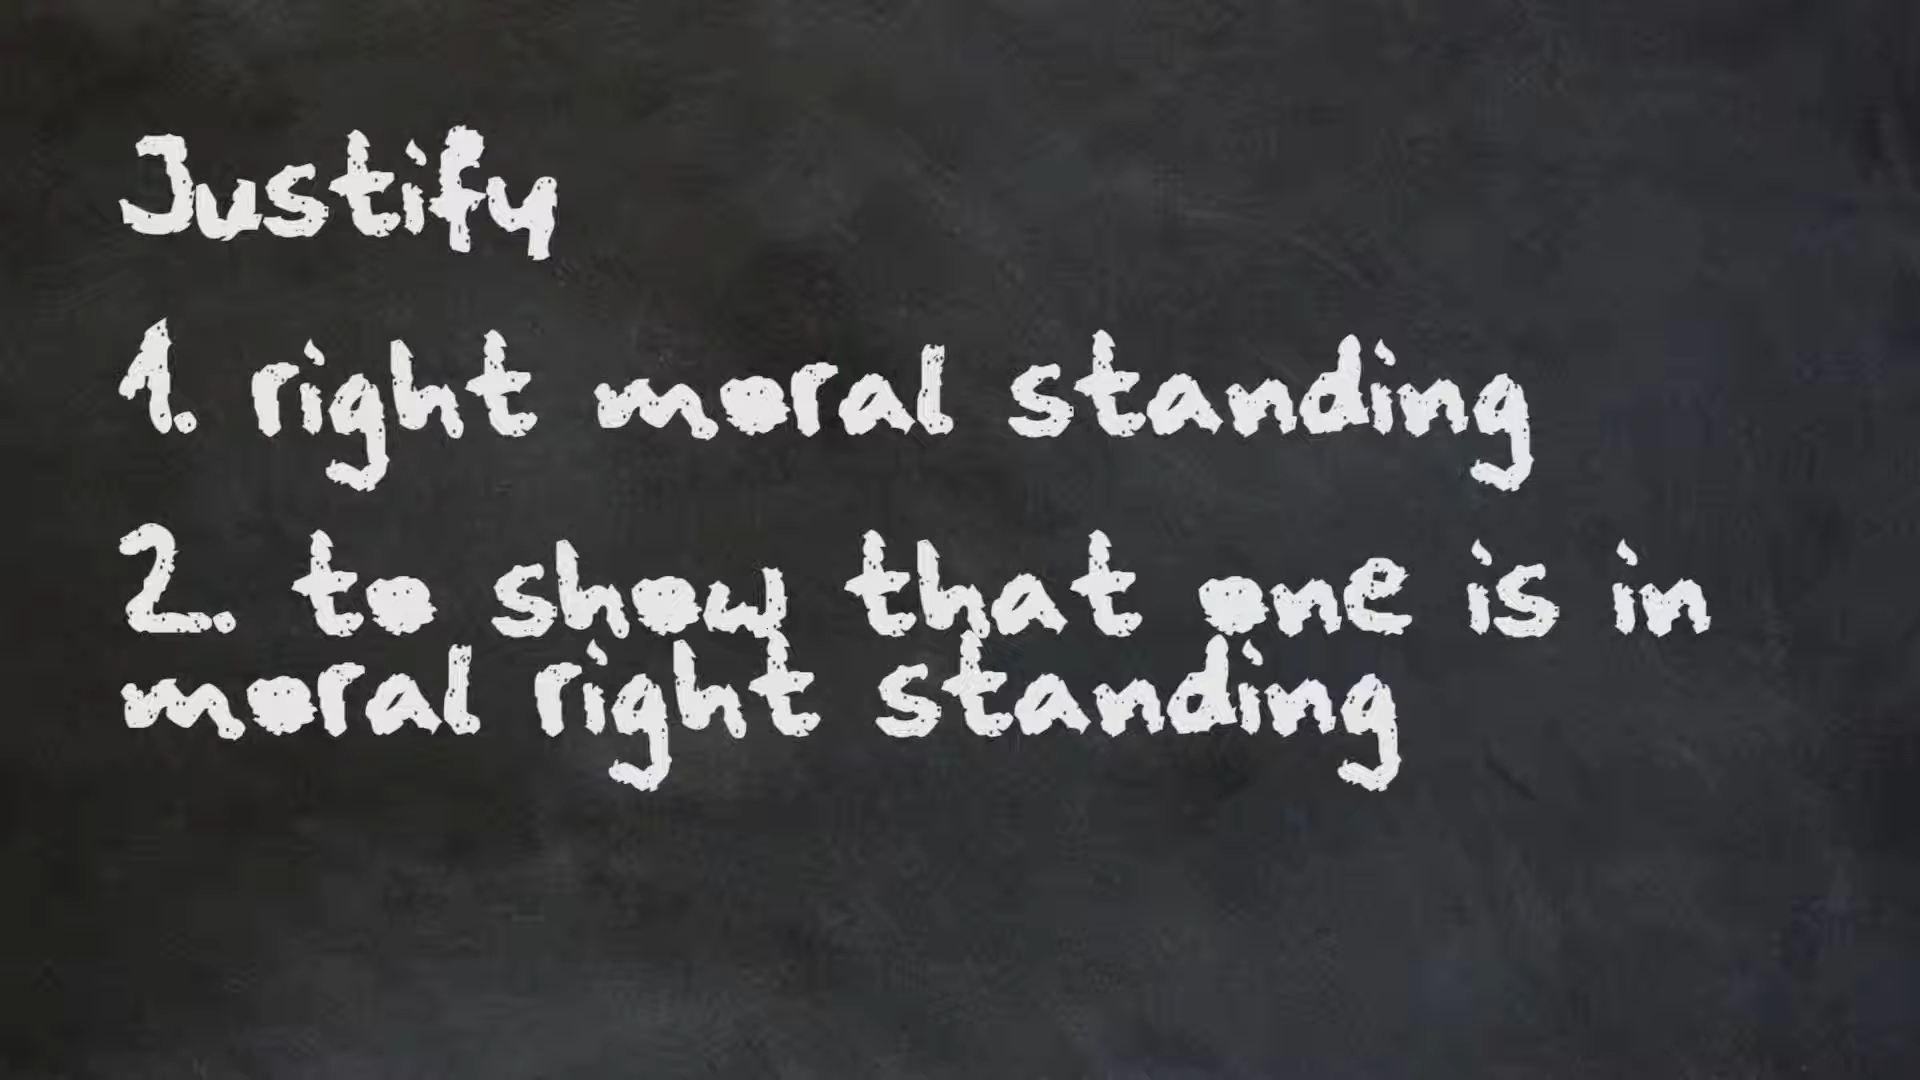 Justify
1. right moral standing
2. to show that one is in
moral right standing